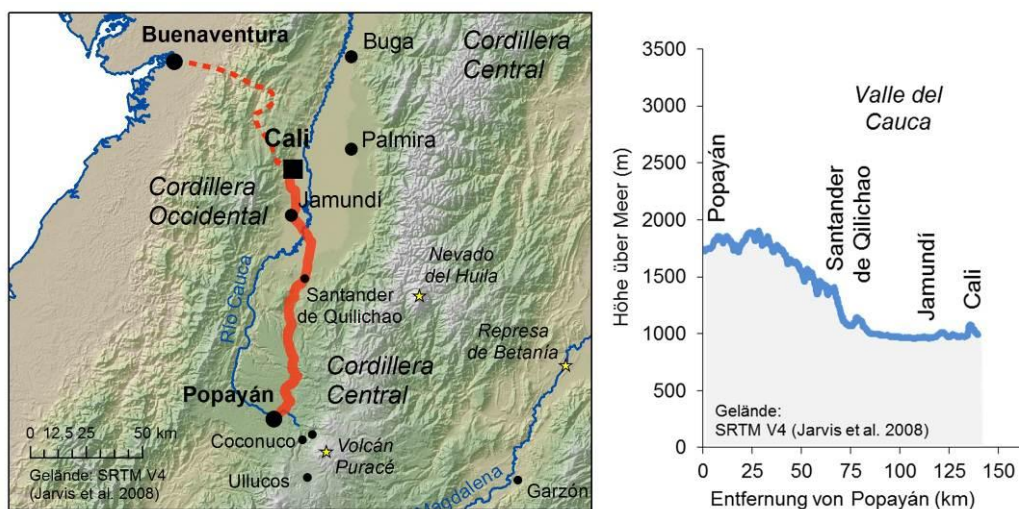 Buenaventura
Buga
Cordillera
Central
Palmira
Cali
Cordillera
Occidental
Jamundí
Nevado
del Huila
Río Cauca
Santander
de Quilichao
Represa
de Betanía
Cordillera
Central
Popayán
0 12,5 25 50 km
Coconuco
Volcán
Puracé
Gelände: SRTM V4
(Jarvis et al. 2008)
Ullucos
Magdalena
Garzón
Höhe über Meer (m)
3500
3000
2500
2000
1500
1000
500
0
Valle del
Cauca
Popayán
Santander
de Qilichao
Jamundí
Cali
Gelände:
SRTM V4 (Jarvis et al. 2008)
0 25 50 75 100 125 150
Entfernung von Popayán (km)